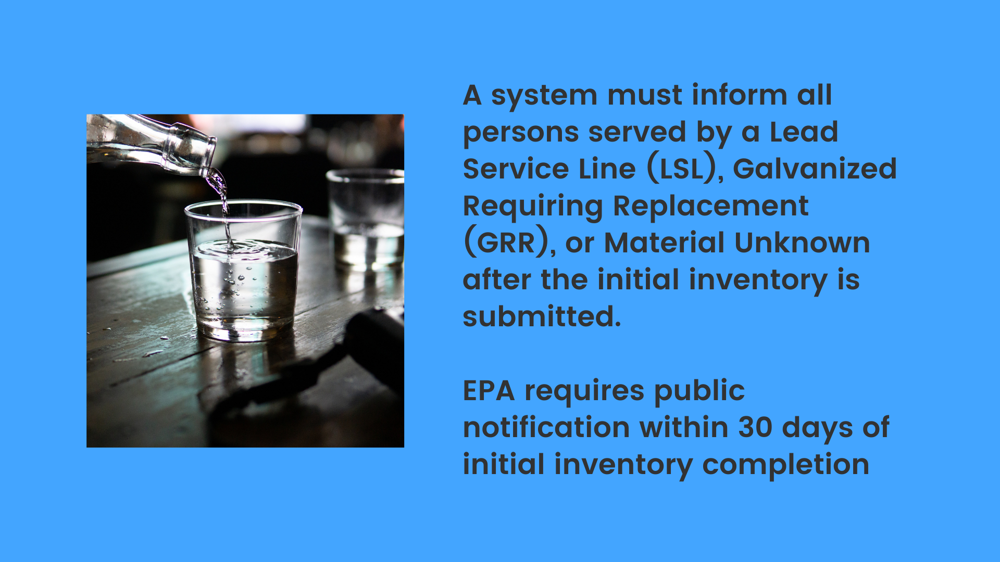 A system must inform all
persons served by a Lead
Service Line (LSL), Galvanized
Requiring Replacement
(GRR), or Material Unknown
after the initial inventory is
submitted.
EPA requires public
notification within 30 days of
initial inventory completion